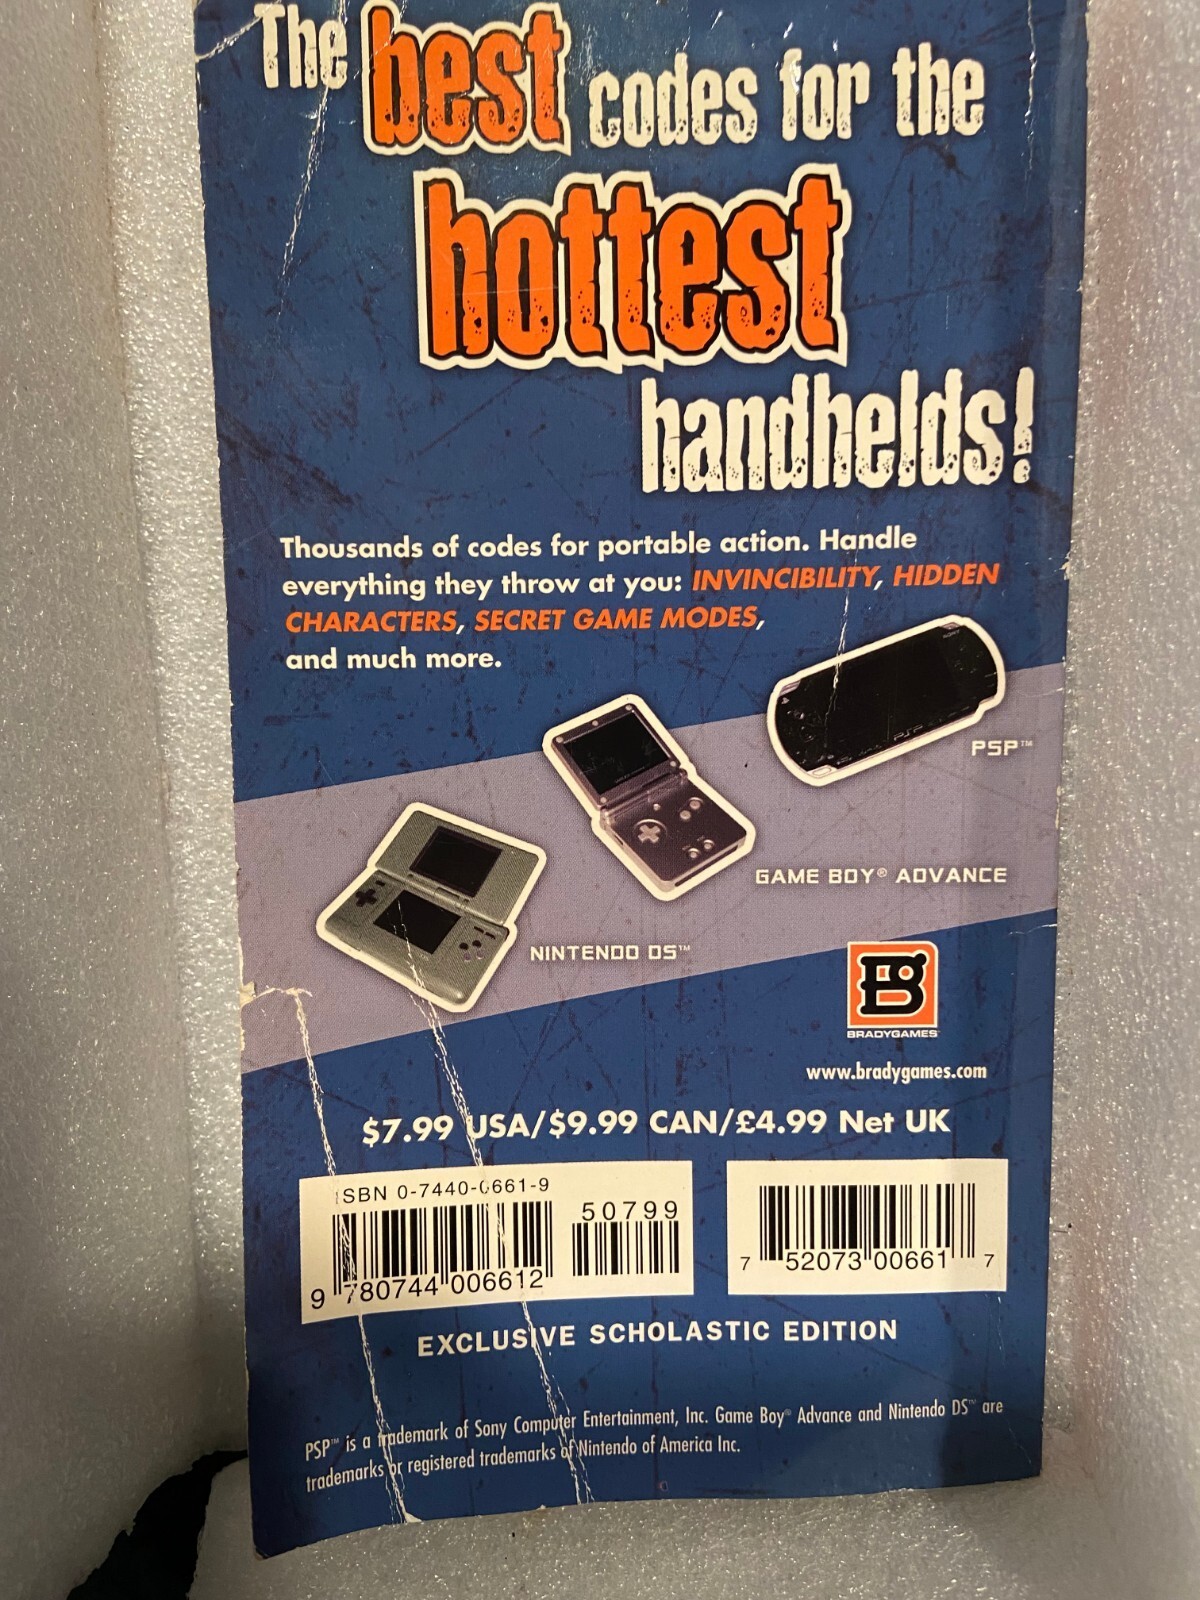 The best codes for the
hottest
handhelds!
Thousands of codes for portable action. Handle
everything they throw at you: INVINCIBILITY, HIDDEN
CHARACTERS, SECRET GAME MODES,
and much more.
SONY
PSP
PSP™
GAME BOY® ADVANCE
NINTENDO DS™
BRADYGAMES
www.bradygames.com
$7.99 USA/$9.99 CAN/£4.99 Net UK
ISBN 0-7440-0661-9
50799
9 780744 006612
7 52073 00661 7
EXCLUSIVE SCHOLASTIC EDITION
PSP™ is a trademark of Sony Computer Entertainment, Inc. Game Boy® Advance and Nintendo DS™ are
trademarks or registered trademarks of Nintendo of America Inc.